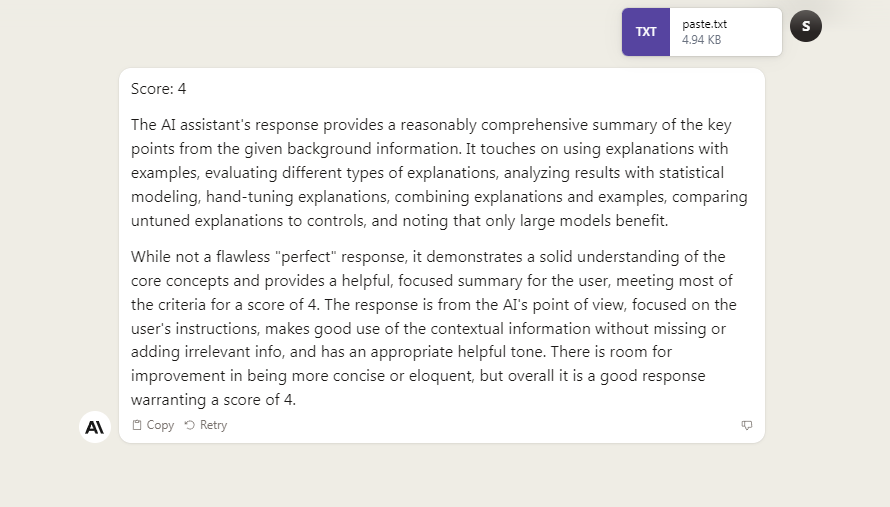 TXT
paste.txt
4.94 KB
S
Score: 4
The AI assistant's response provides a reasonably comprehensive summary of the key
points from the given background information. It touches on using explanations with
examples, evaluating different types of explanations, analyzing results with statistical
modeling, hand-tuning explanations, combining explanations and examples, comparing
untuned explanations to controls, and noting that only large models benefit.
While not a flawless "perfect" response, it demonstrates a solid understanding of the
core concepts and provides a helpful, focused summary for the user, meeting most of
the criteria for a score of 4. The response is from the AI's point of view, focused on the
user's instructions, makes good use of the contextual information without missing or
adding irrelevant info, and has an appropriate helpful tone. There is room for
improvement in being more concise or eloquent, but overall it is a good response
warranting a score of 4.
A\
Copy Retry